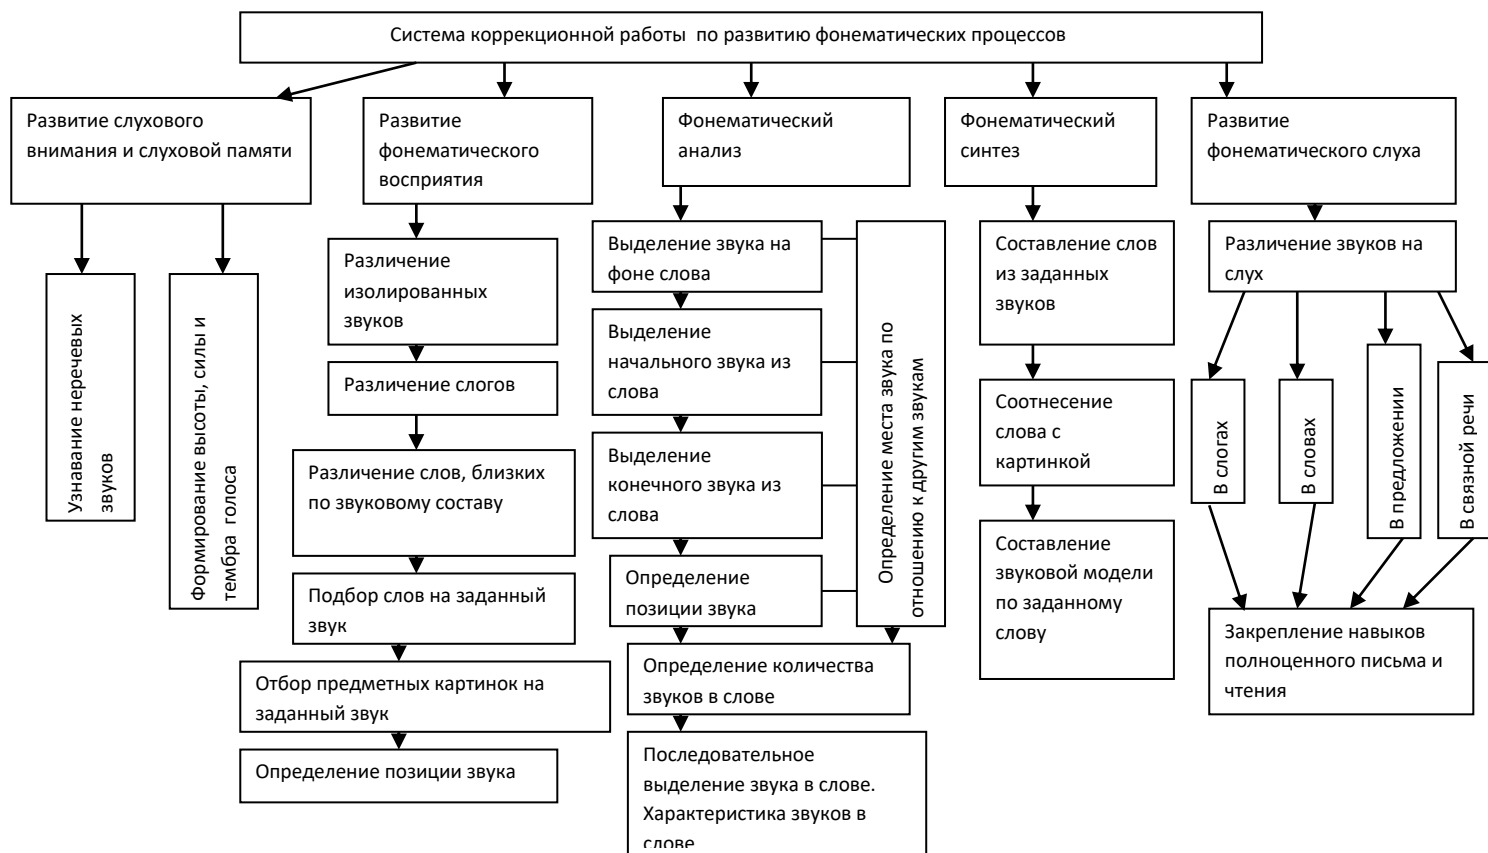 Система коррекционной работы по развитию фонематических процессов
Развитие слухового
внимания и слуховой памяти
Узнавание неречевых
звуков
Формирование высоты, силы и
тембра голоса
Развитие
фонематического
восприятия
Различение
изолированных
звуков
Различение слогов
Различение слов, близких
по звуковому составу
Подбор слов на заданный
звук
Отбор предметных картинок на
заданный звук
Определение позиции звука
Фонематический
анализ
Выделение звука на
фоне слова
Выделение
начального звука из
слова
Выделение
конечного звука из
слова
Определение
позиции звука
Определение места звука по
отношению к другим звукам
Определение количества
звуков в слове
Последовательное
выделение звука в слове.
Характеристика звуков в
слове
Фонематический
синтез
Составление слов
из заданных
звуков
Соотнесение
слова с
картинкой
Составление
звуковой модели
по заданному
слову
Развитие
фонематического слуха
Различение звуков на
слух
В слогах
В словах
В предложении
В связной речи
Закрепление навыков
полноценного письма и
чтения